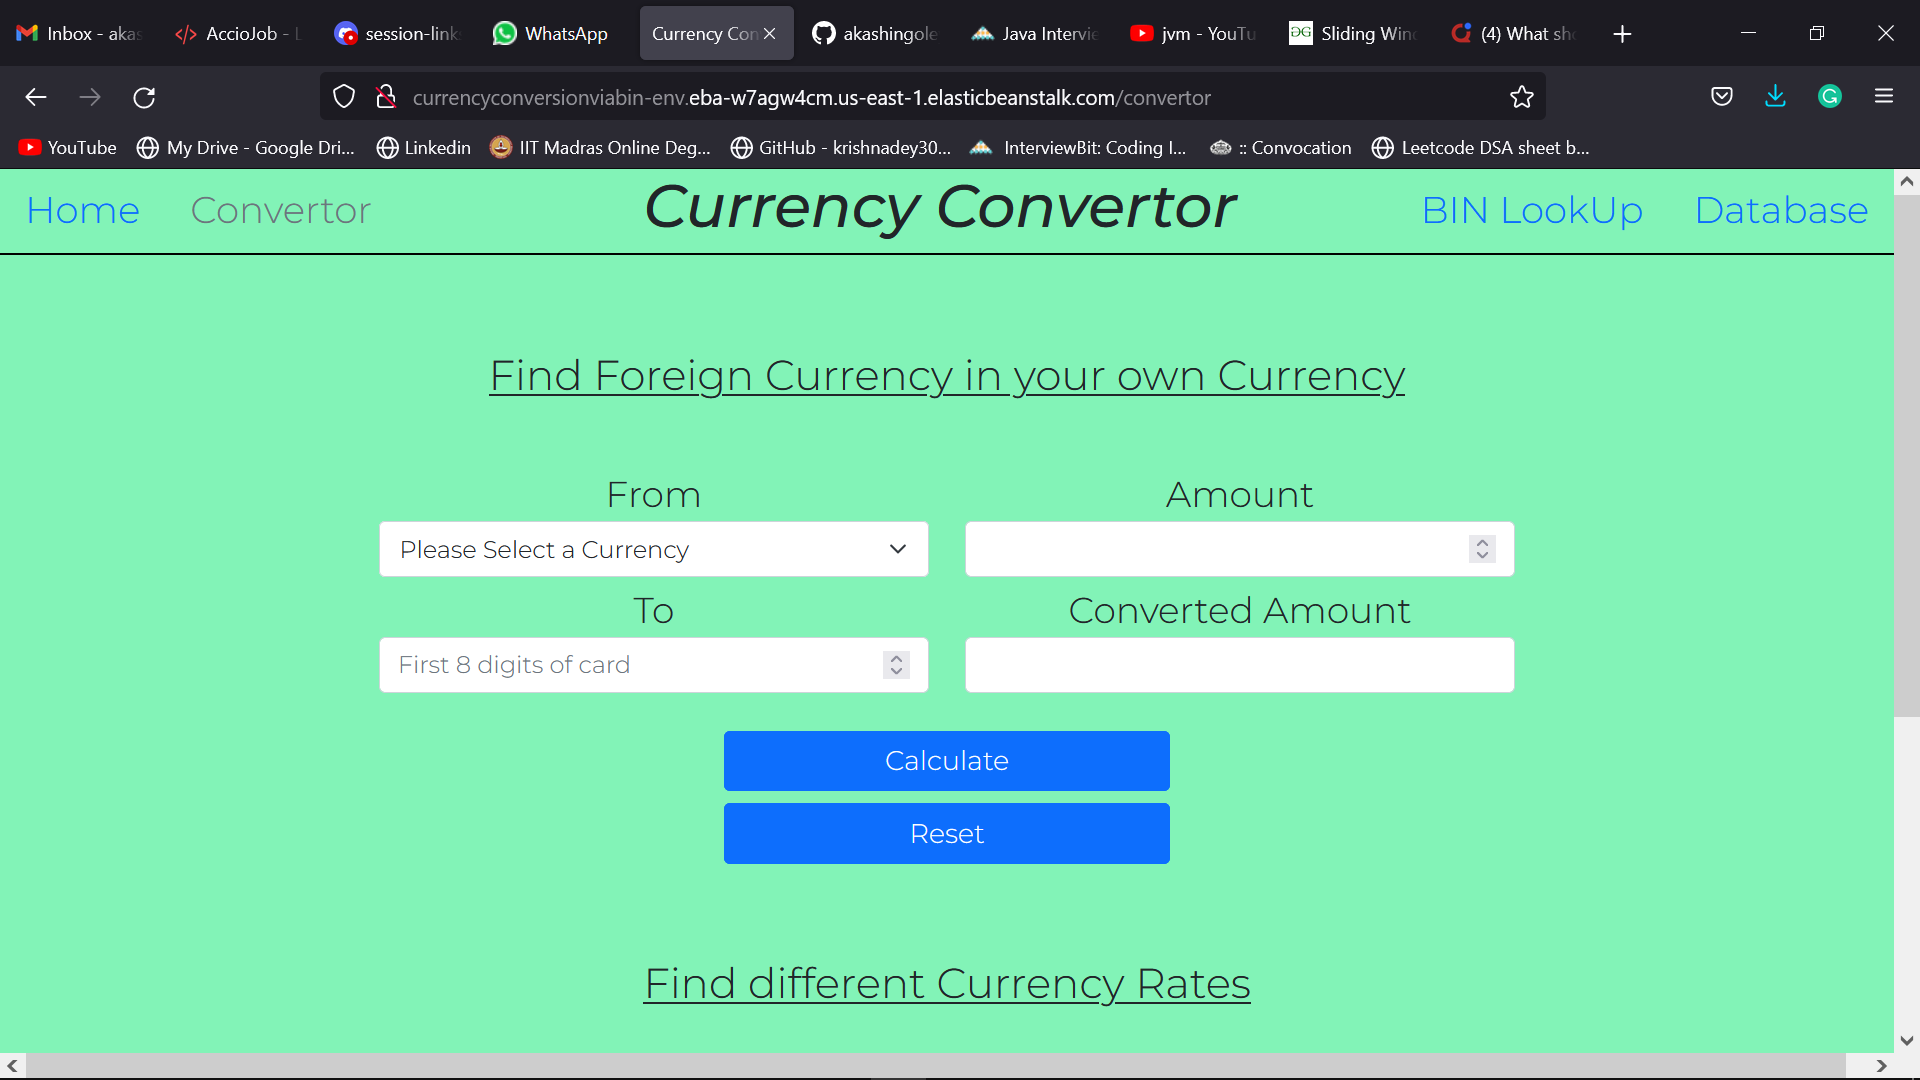 Inbox - akas
AccioJob - L
session-link
WhatsApp
Currency Con
akashingole
Java Intervie
jvm - YouTu
Sliding Wind
(4) What sho
currencyconversionviabin-env.eba-w7agw4cm.us-east-1.elasticbeanstalk.com/convertor
YouTube
My Drive - Google Dri...
Linkedin
IIT Madras Online Deg...
GitHub - krishnadey30...
InterviewBit: Coding I...
:: Convocation
Leetcode DSA sheet b...
Home
Convertor
Currency Convertor
BIN LookUp
Database
Find Foreign Currency in your own Currency
From
Amount
Please Select a Currency
To
Converted Amount
First 8 digits of card
Calculate
Reset
Find different Currency Rates